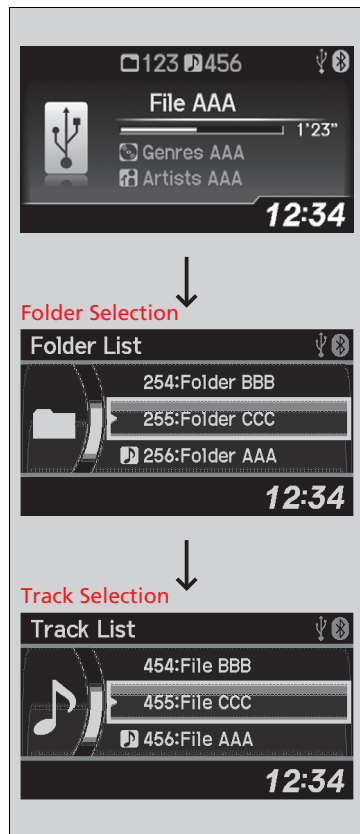 123 456
File AAA
1'23"
Genres AAA
Artists AAA
12:34
Folder Selection
Folder List
254:Folder BBB
255:Folder CCC
256:Folder AAA
12:34
Track Selection
Track List
454:File BBB
455:File CCC
456:File AAA
12:34